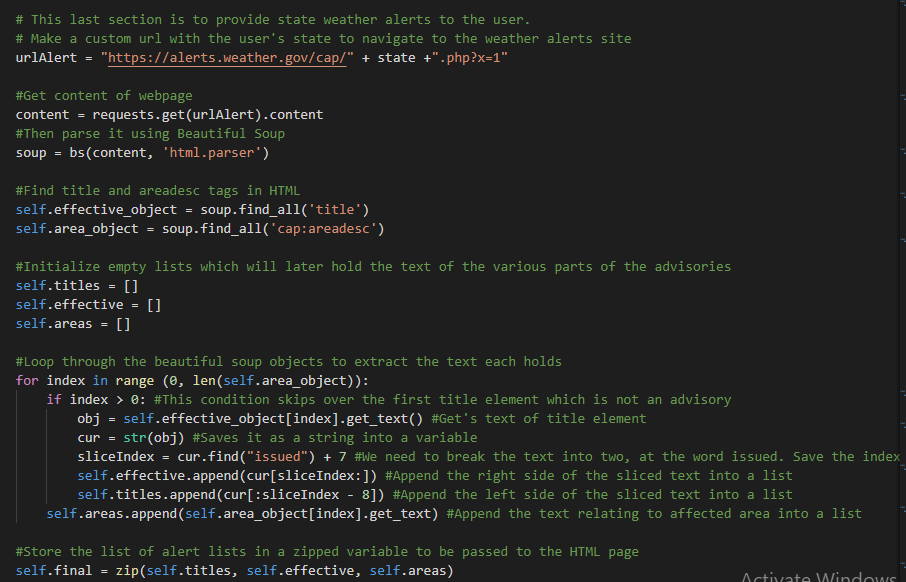 # This last section is to provide state weather alerts to the user.
# Make a custom url with the user's state to navigate to the weather alerts site
urlAlert = "https://alerts.weather.gov/cap/" + state +".php?x=1"
#Get content of webpage
content = requests.get(urlAlert).content
#Then parse it using Beautiful Soup
soup = bs(content, 'html.parser')
#Find title and areadesc tags in HTML
self.effective_object = soup.find_all('title')
self.area_object = soup.find_all('cap:areadesc')
#Initialize empty lists which will later hold the text of the various parts of the advisories
self.titles = []
self.effective = []
self.areas = []
#Loop through the beautiful soup objects to extract the text each holds
for index in range (0, len(self.area_object)):
    if index > 0: #This condition skips over the first title element which is not an advisory
        obj = self.effective_object[index].get_text() #Get's text of title element
        cur = str(obj) #Saves it as a string into a variable
        sliceIndex = cur.find("issued") + 7 #We need to break the text into two, at the word issued. Save the index
        self.effective.append(cur[sliceIndex:]) #Append the right side of the sliced text into a list
        self.titles.append(cur[:sliceIndex - 8]) #Append the left side of the sliced text into a list
    self.areas.append(self.area_object[index].get_text) #Append the text relating to affected area into a list
#Store the list of alert lists in a zipped variable to be passed to the HTML page
self.final = zip(self.titles, self.effective, self.areas)
Activate Windows